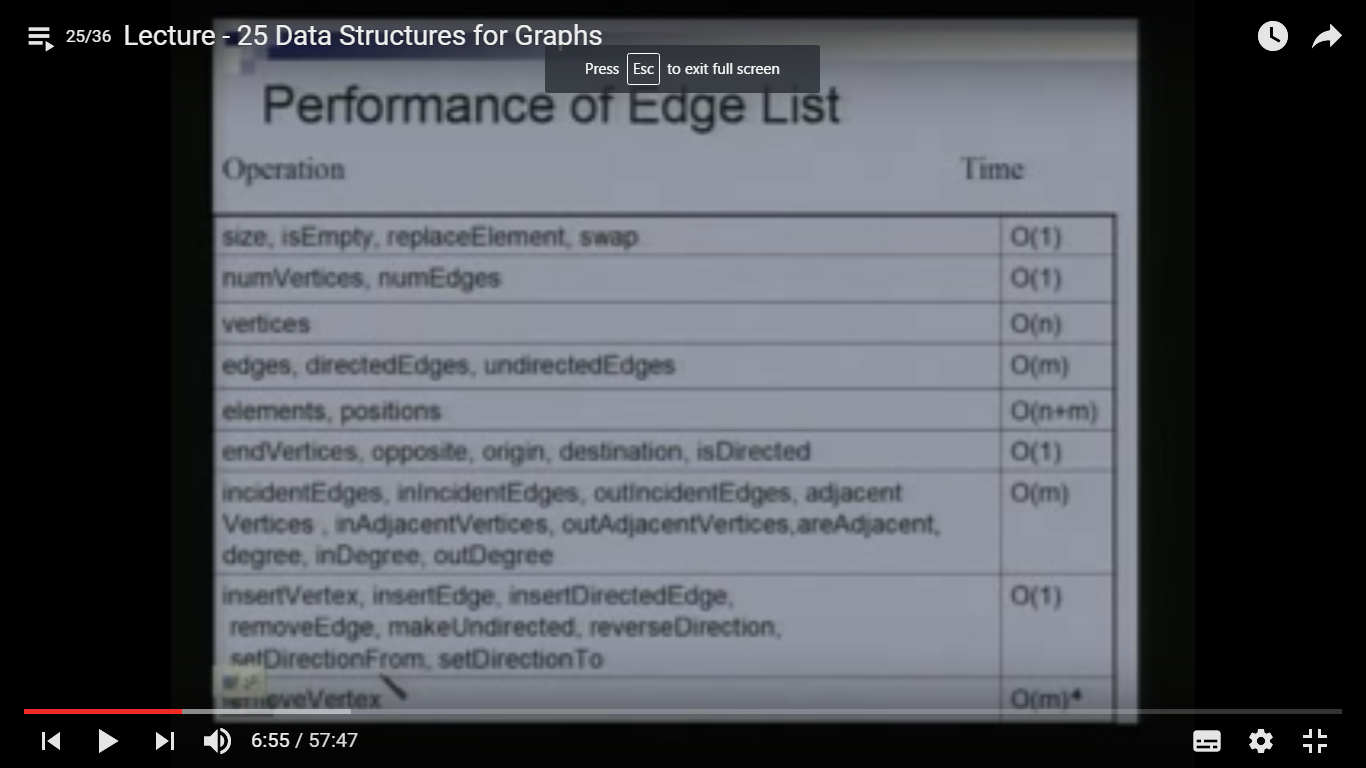 25/36 Lecture - 25 Data Structures for Graphs
Press Esc to exit full screen
Performance of Edge List
Operation Time
size, isEmpty, replaceElement, swap O(1)
numVertices, numEdges O(1)
vertices O(n)
edges, directedEdges, undirectedEdges O(m)
elements, positions O(n+m)
endVertices, opposite, origin, destination, isDirected O(1)
incidentEdges, inIncidentEdges, outIncidentEdges, adjacent O(m)
Vertices , inAdjacentVertices, outAdjacentVertices,areAdjacent,
degree, inDegree, outDegree
insertVertex, insertEdge, insertDirectedEdge, O(1)
removeEdge, makeUndirected, reverseDirection,
setDirectionFrom, setDirectionTo
removeVertex O(m)
6:55 / 57:47